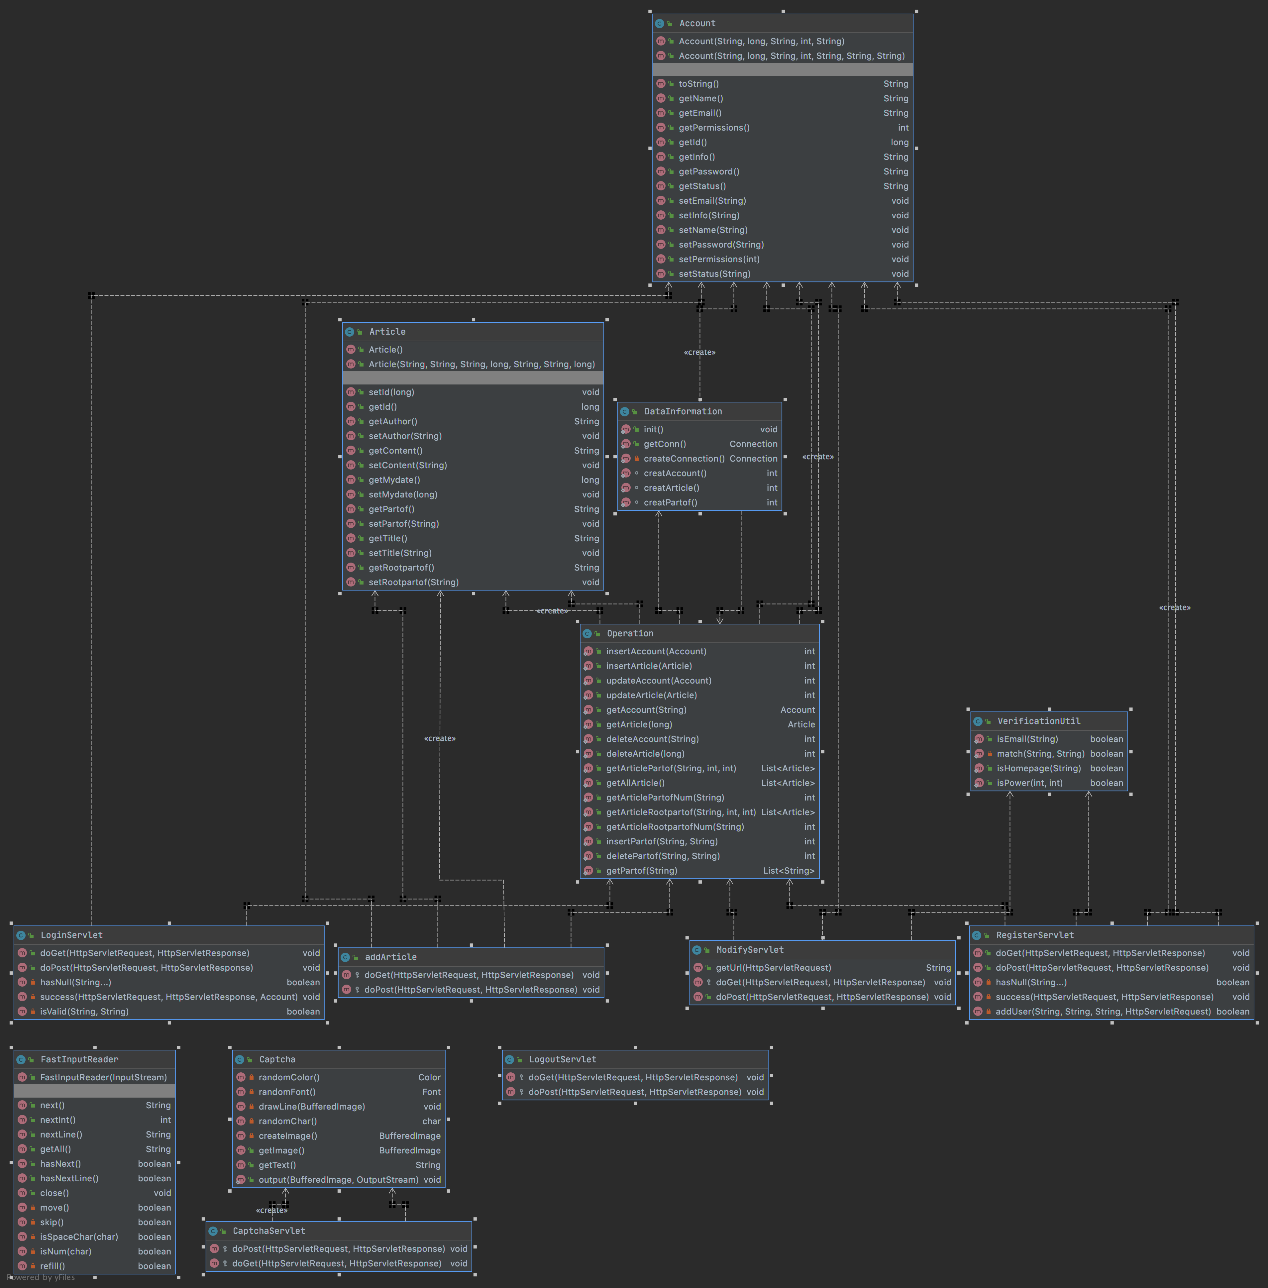 Account
Account(String, long, String, int, String)
Account(String, long, String, int, String, String, String)
toString() String
getName() String
getEmail() String
getPermissions() int
getId() long
getInfo() String
getPassword() String
getStatus() String
setEmail(String) void
setInfo(String) void
setName(String) void
setPassword(String) void
setPermissions(int) void
setStatus(String) void
Article
Article()
Article(String, String, String, long, String, String, long)
setId(long) void
getId() long
getAuthor() String
setAuthor(String) void
getContent() String
setContent(String) void
getMydate() long
setMydate(long) void
getPartof() String
setPartof(String) void
getTitle() String
setTitle(String) void
getRootpartof() String
setRootpartof(String) void
«create»
DataInformation
init() void
getConn() Connection
createConnection() Connection
creatAccount() int
creatArticle() int
creatPartof() int
«create»
«create»
«create»
Operation
insertAccount(Account) int
insertArticle(Article) int
updateAccount(Account) int
updateArticle(Article) int
getAccount(String) Account
getArticle(long) Article
deleteAccount(String) int
deleteArticle(long) int
getArticlePartof(String, int, int) List<Article>
getAllArticle() List<Article>
getArticlePartofNum(String) int
getArticleRootpartof(String, int, int) List<Article>
getArticleRootpartofNum(String) int
insertPartof(String, String) int
deletePartof(String, String) int
getPartof(String) List<String>
«create»
VerificationUtil
isEmail(String) boolean
match(String, String) boolean
isHomepage(String) boolean
isPower(int, int) boolean
LoginServlet
doGet(HttpServletRequest, HttpServletResponse) void
doPost(HttpServletRequest, HttpServletResponse) void
hasNull(String...) boolean
success(HttpServletRequest, HttpServletResponse, Account) void
isValid(String, String) boolean
addArticle
doGet(HttpServletRequest, HttpServletResponse) void
doPost(HttpServletRequest, HttpServletResponse) void
ModifyServlet
getUrl(HttpServletRequest) String
doGet(HttpServletRequest, HttpServletResponse) void
doPost(HttpServletRequest, HttpServletResponse) void
RegisterServlet
doGet(HttpServletRequest, HttpServletResponse) void
doPost(HttpServletRequest, HttpServletResponse) void
hasNull(String...) boolean
success(HttpServletRequest, HttpServletResponse) void
addUser(String, String, String, HttpServletRequest) boolean
FastInputReader
FastInputReader(InputStream)
next() String
nextInt() int
nextLine() String
getAll() String
hasNext() boolean
hasNextLine() boolean
close() void
move() boolean
skip() boolean
isSpaceChar(char) boolean
isNum(char) boolean
refill() boolean
Captcha
randomColor() Color
randomFont() Font
drawLine(BufferedImage) void
randomChar() char
createImage() BufferedImage
getImage() BufferedImage
getText() String
output(BufferedImage, OutputStream) void
LogoutServlet
doGet(HttpServletRequest, HttpServletResponse) void
doPost(HttpServletRequest, HttpServletResponse) void
«create»
CaptchaServlet
doPost(HttpServletRequest, HttpServletResponse) void
doGet(HttpServletRequest, HttpServletResponse) void
Powered by yFiles